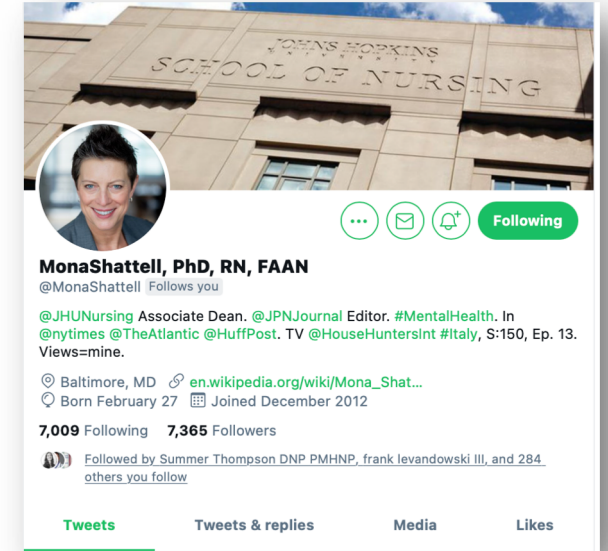 JOHNS HOPKINS
UNIVERSITY
SCHOOL OF NURSING
Following
MonaShattell, PhD, RN, FAAN
@MonaShattell Follows you
@JHUNursing Associate Dean. @JPNJournal Editor. #MentalHealth. In
@nytimes @TheAtlantic @HuffPost. TV @HouseHuntersInt #Italy, S:150, Ep. 13.
Views=mine.
Baltimore, MD en.wikipedia.org/wiki/Mona_Shat...
Born February 27 Joined December 2012
7,009 Following 7,365 Followers
Followed by Summer Thompson DNP PMHNP, frank levandowski III, and 284
others you follow
Tweets Tweets & replies Media Likes